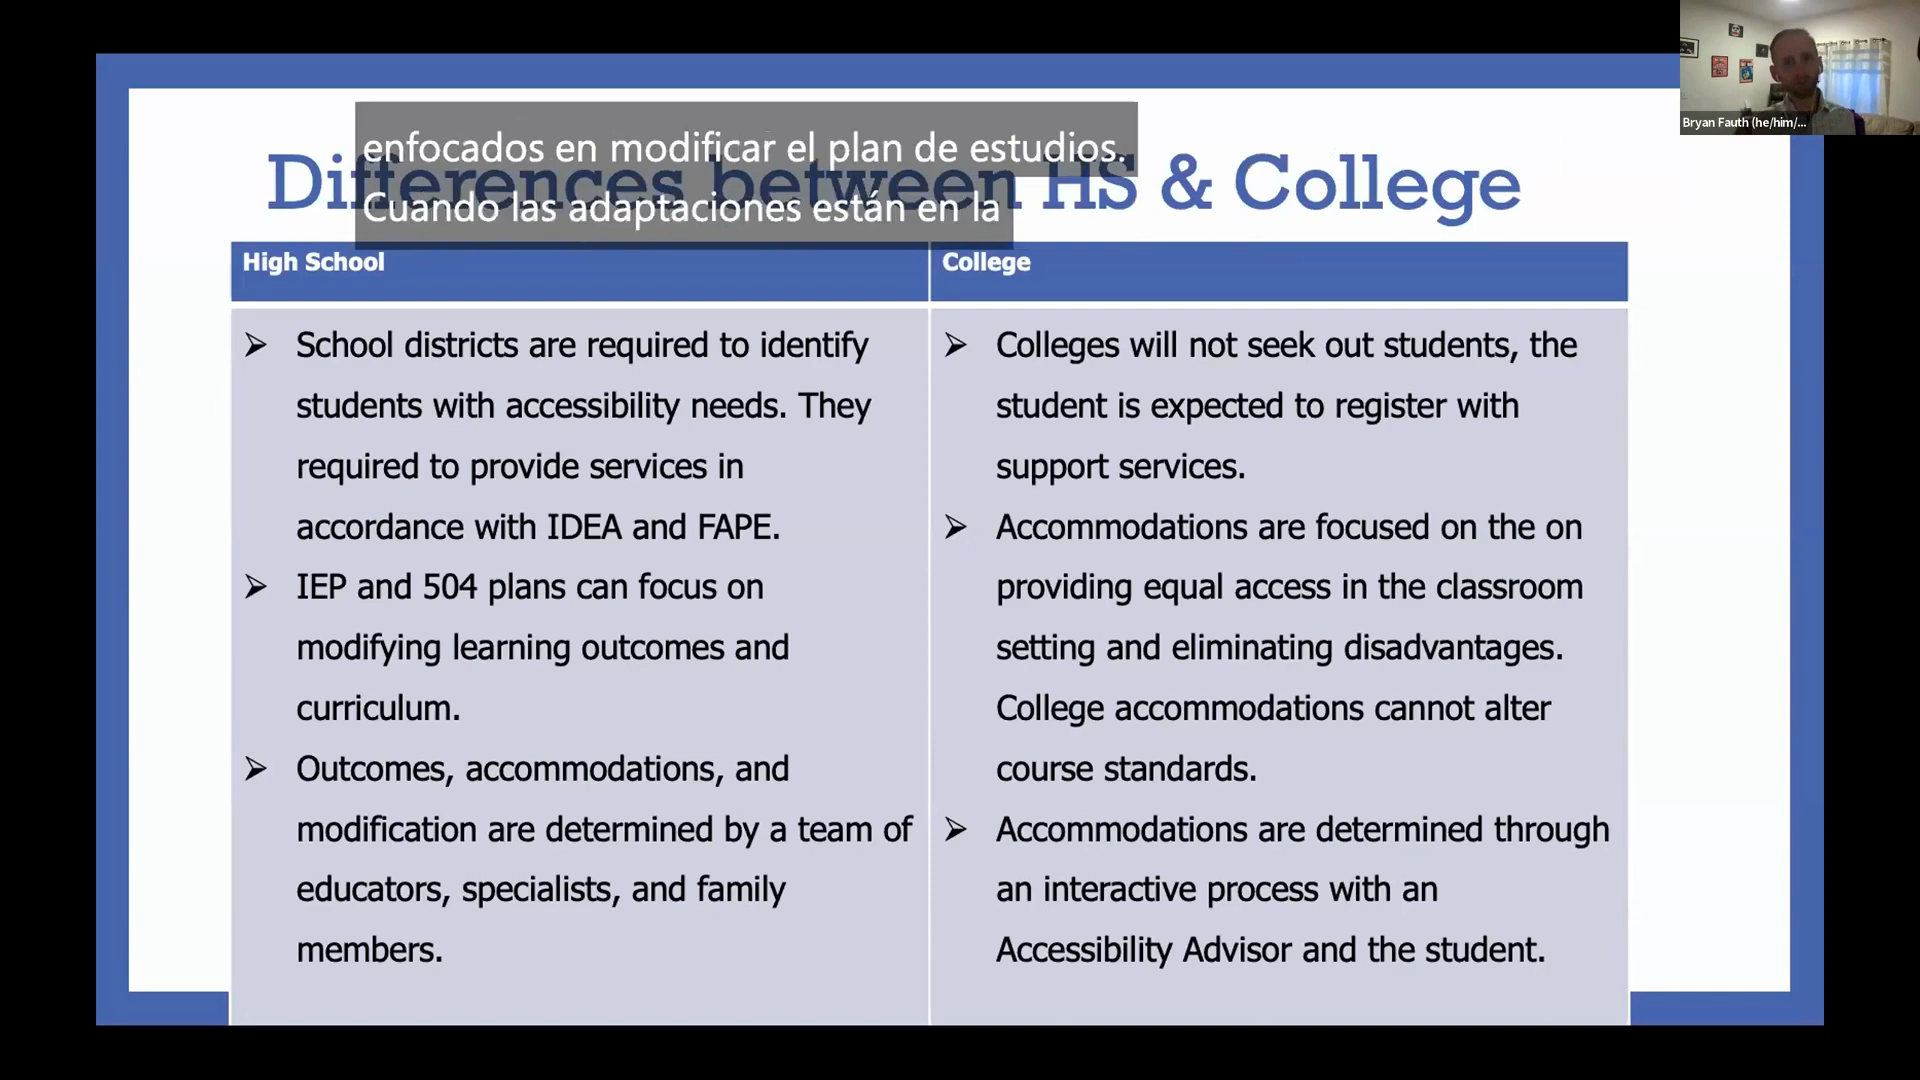 enfocados en modificar el plan de estudios.
Cuando las adaptaciones están en la
Differences between HS & College
High School
School districts are required to identify
students with accessibility needs. They
required to provide services in
accordance with IDEA and FAPE.
IEP and 504 plans can focus on
modifying learning outcomes and
curriculum.
Outcomes, accommodations, and
modification are determined by a team of
educators, specialists, and family
members.
College
Colleges will not seek out students, the
student is expected to register with
support services.
Accommodations are focused on the on
providing equal access in the classroom
setting and eliminating disadvantages.
College accommodations cannot alter
course standards.
Accommodations are determined through
an interactive process with an
Accessibility Advisor and the student.
Bryan Fauth (he/him/...